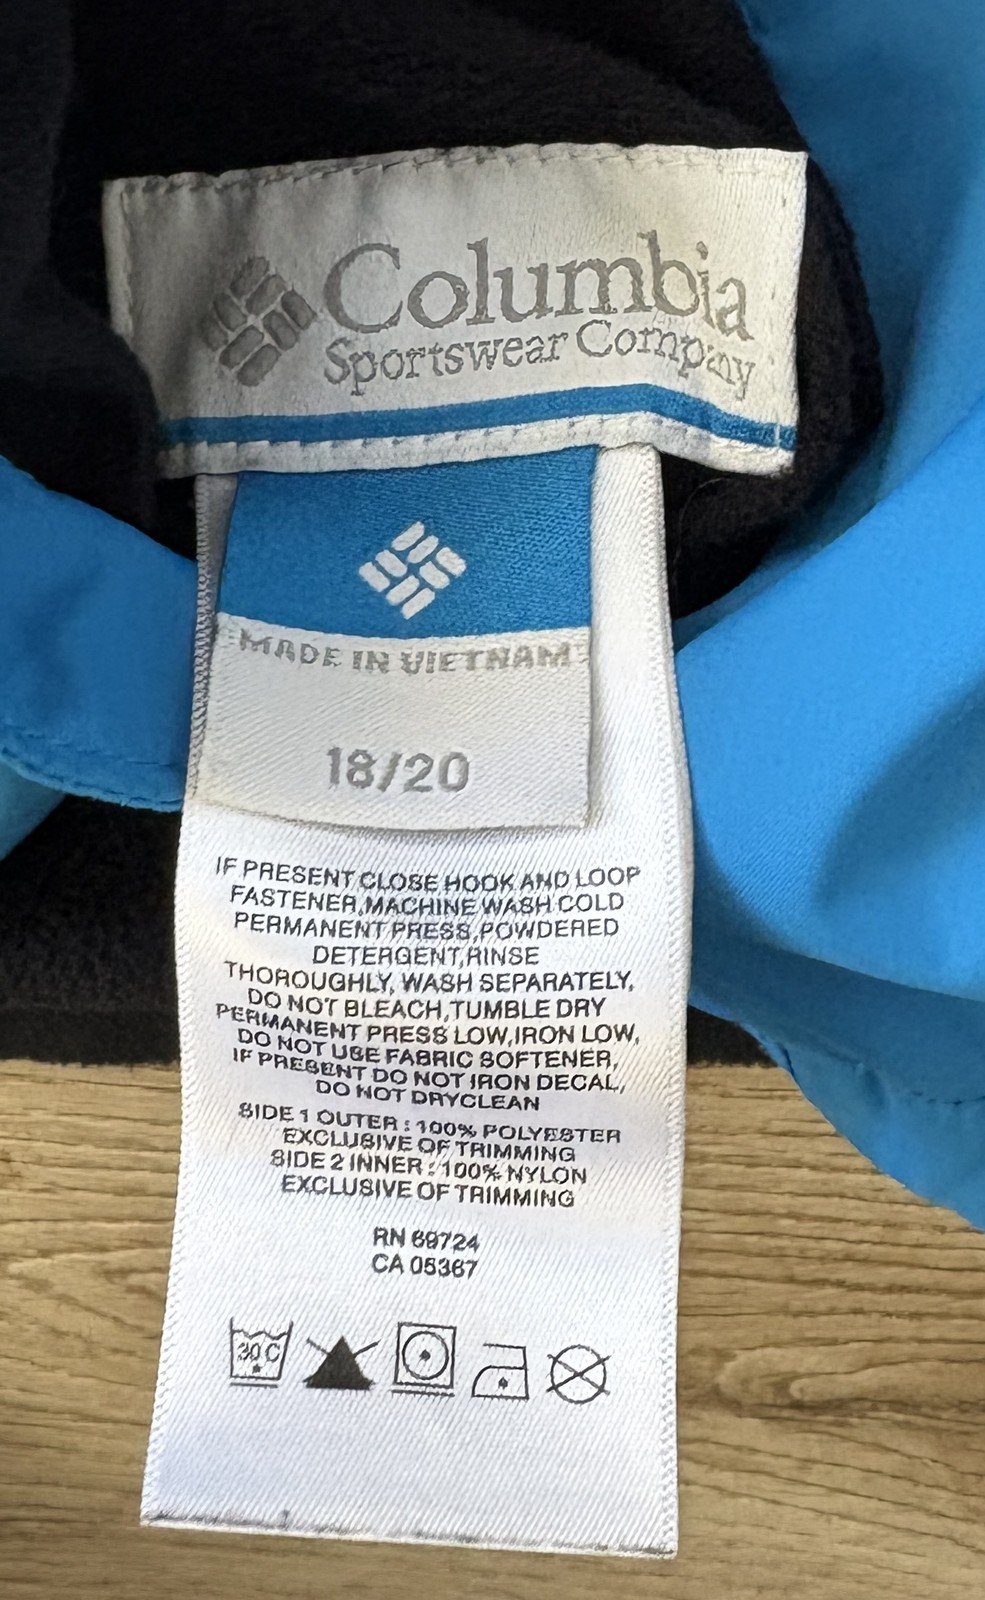 Columbia
Sportswear Company
MADE IN VIETNAM
18/20
IF PRESENT CLOSE HOOK AND LOOP
FASTENER,MACHINE WASH COLD
PERMANENT PRESS,POWDERED
DETERGENT,RINSE
THOROUGHLY, WASH SEPARATELY,
DO NOT BLEACH,TUMBLE DRY
PERMANENT PRESS LOW,IRON LOW,
DO NOT USE FABRIC SOFTENER,
IF PRESENT DO NOT IRON DECAL,
DO NOT DRYCLEAN
SIDE 1 OUTER : 100% POLYESTER
EXCLUSIVE OF TRIMMING
SIDE 2 INNER : 100% NYLON
EXCLUSIVE OF TRIMMING
RN 69724
CA 05367
30 C